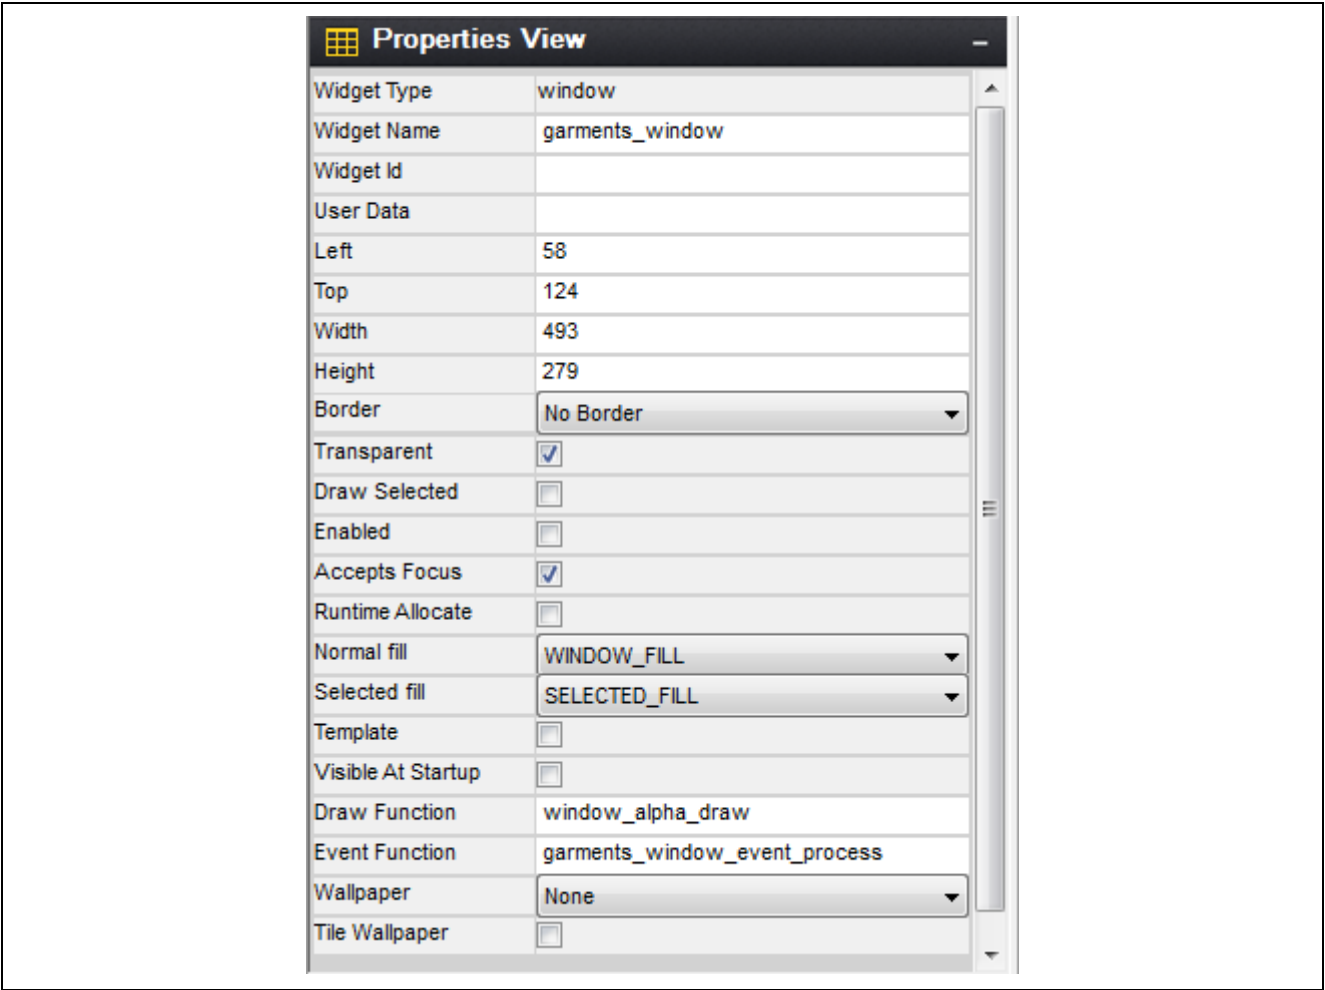 Properties View
Widget Type window
Widget Name garments_window
Widget Id
User Data
Left 58
Top 124
Width 493
Height 279
Border No Border
Transparent
Draw Selected
Enabled
Accepts Focus
Runtime Allocate
Normal fill WINDOW_FILL
Selected fill SELECTED_FILL
Template
Visible At Startup
Draw Function window_alpha_draw
Event Function garments_window_event_process
Wallpaper None
Tile Wallpaper